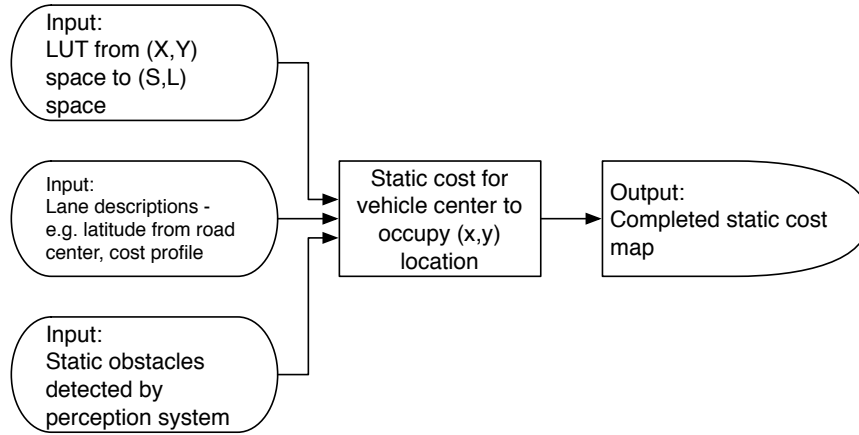 Input:
LUT from (X,Y)
space to (S,L)
space
Input:
Lane descriptions -
e.g. latitude from road
center, cost profile
Input:
Static obstacles
detected by
perception system
Static cost for
vehicle center to
occupy (x,y)
location
Output:
Completed static cost
map